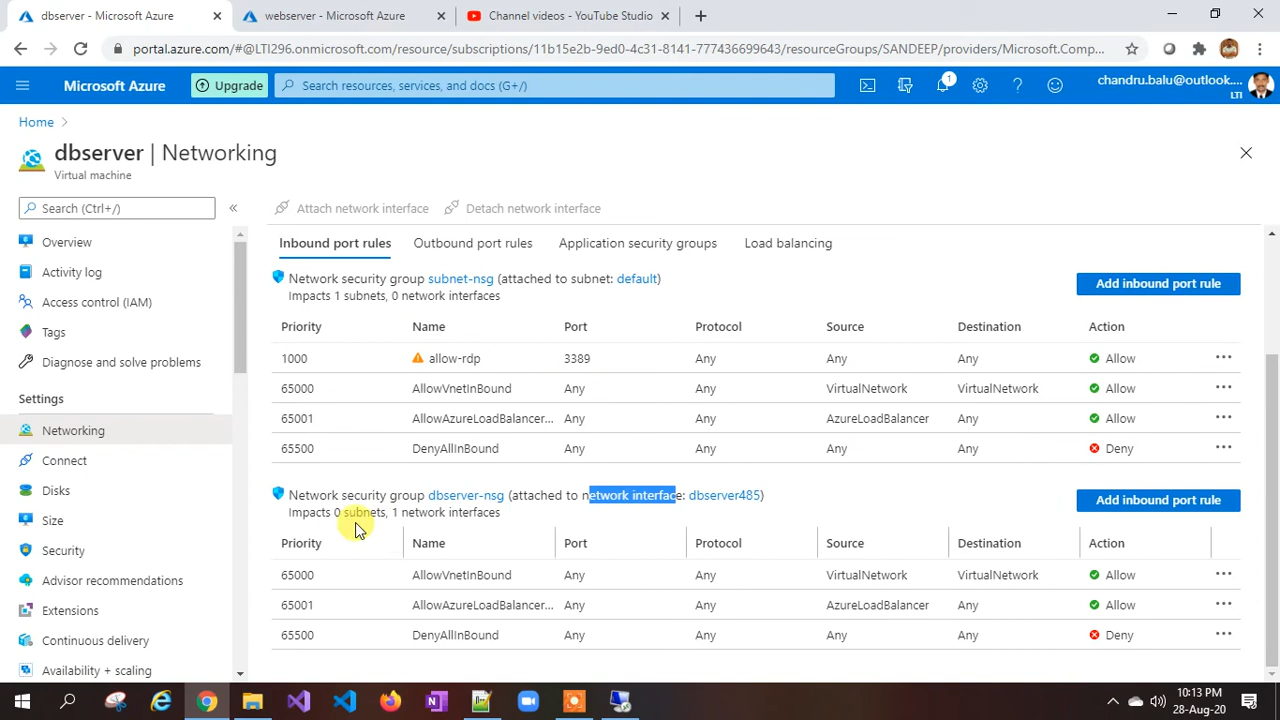 dbserver - Microsoft Azure
webserver - Microsoft Azure
Channel videos - YouTube Studio
portal.azure.com/#@LTI296.onmicrosoft.com/resource/subscriptions/11b15e2b-9ed0-4c31-8141-777436699643/resourceGroups/SANDEEP/providers/Microsoft.Comp...
Microsoft Azure
Upgrade
Search resources, services, and docs (G+/)
1
chandru.balu@outlook....
LTI
Home
dbserver | Networking
Virtual machine
Search (Ctrl+/)
Overview
Activity log
Access control (IAM)
Tags
Diagnose and solve problems
Settings
Networking
Connect
Disks
Size
Security
Advisor recommendations
Extensions
Continuous delivery
Availability + scaling
Attach network interface
Detach network interface
Inbound port rules
Outbound port rules
Application security groups
Load balancing
Network security group subnet-nsg (attached to subnet: default)
Impacts 1 subnets, 0 network interfaces
Add inbound port rule
Priority Name Port Protocol Source Destination Action
1000 allow-rdp 3389 Any Any Any Allow
65000 AllowVnetInBound Any Any VirtualNetwork VirtualNetwork Allow
65001 AllowAzureLoadBalancer... Any Any AzureLoadBalancer Any Allow
65500 DenyAllInBound Any Any Any Any Deny
Network security group dbserver-nsg (attached to network interface: dbserver485)
Impacts 0 subnets, 1 network interfaces
Add inbound port rule
Priority Name Port Protocol Source Destination Action
65000 AllowVnetInBound Any Any VirtualNetwork VirtualNetwork Allow
65001 AllowAzureLoadBalancer... Any Any AzureLoadBalancer Any Allow
65500 DenyAllInBound Any Any Any Any Deny
10:13 PM
28-Aug-20